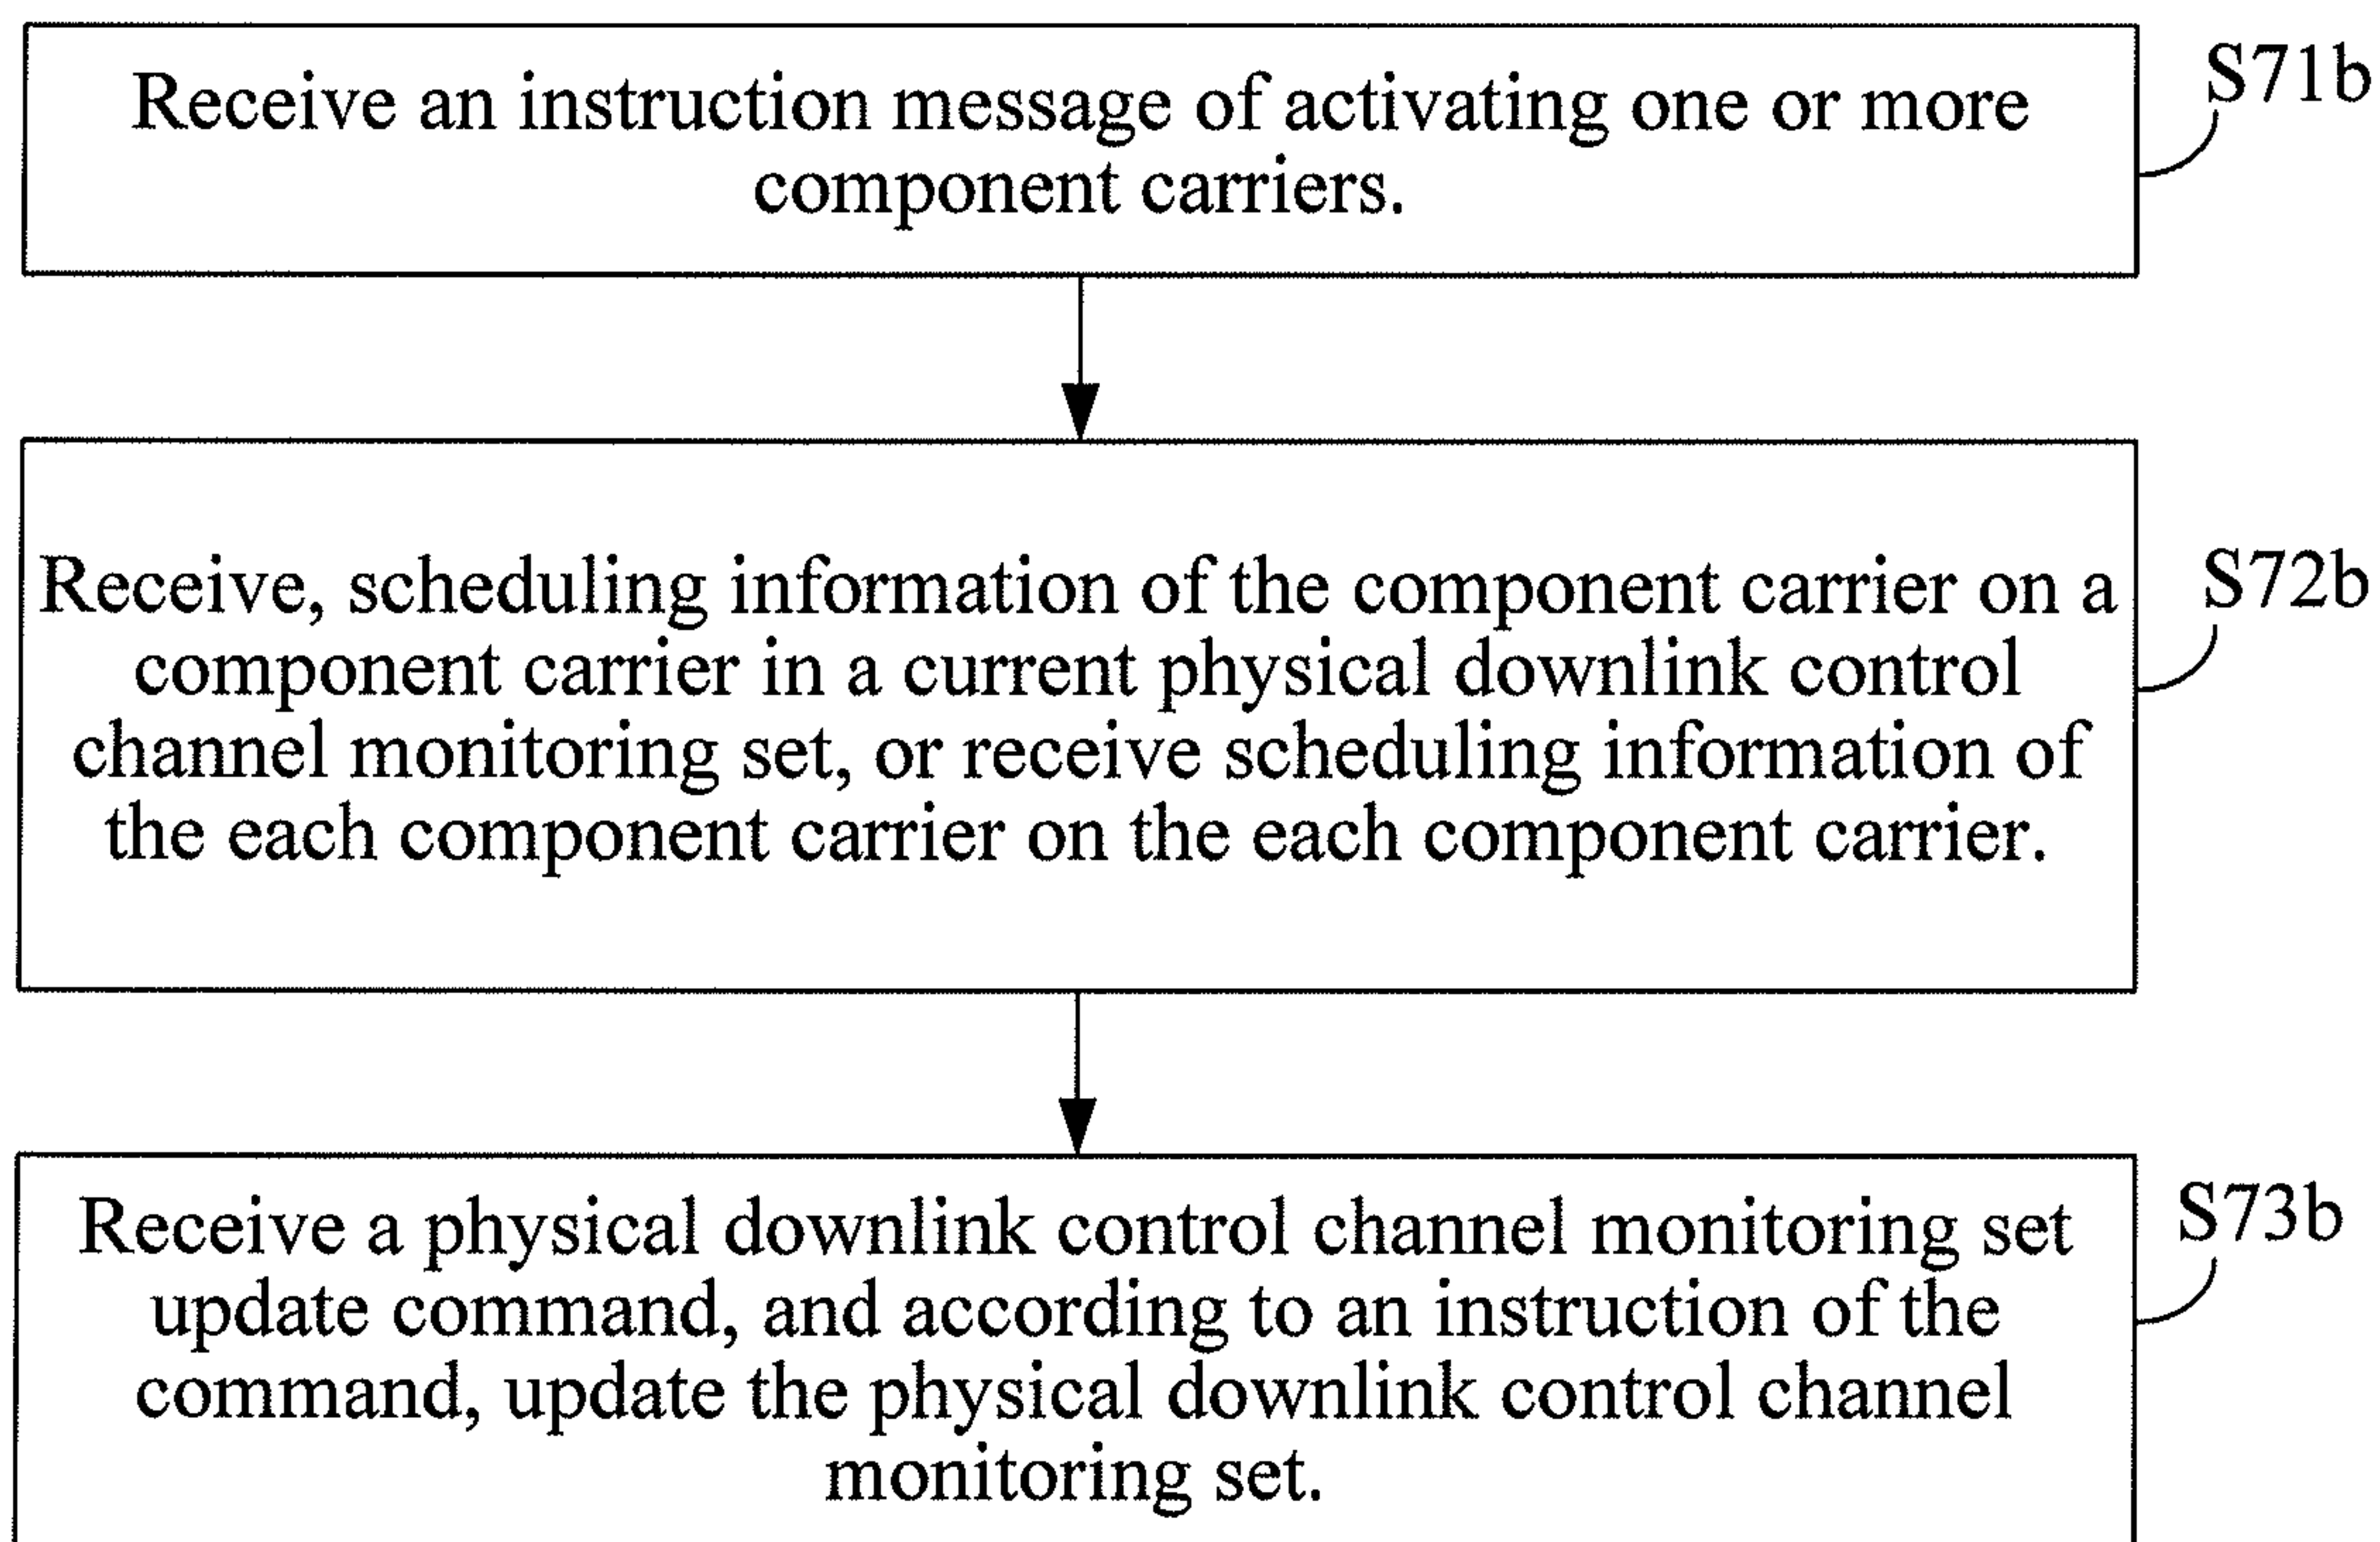 Receive an instruction message of activating one or more
component carriers.
S71b
Receive, scheduling information of the component carrier on a
component carrier in a current physical downlink control
channel monitoring set, or receive scheduling information of
the each component carrier on the each component carrier.
S72b
Receive a physical downlink control channel monitoring set
update command, and according to an instruction of the
command, update the physical downlink control channel
monitoring set.
S73b